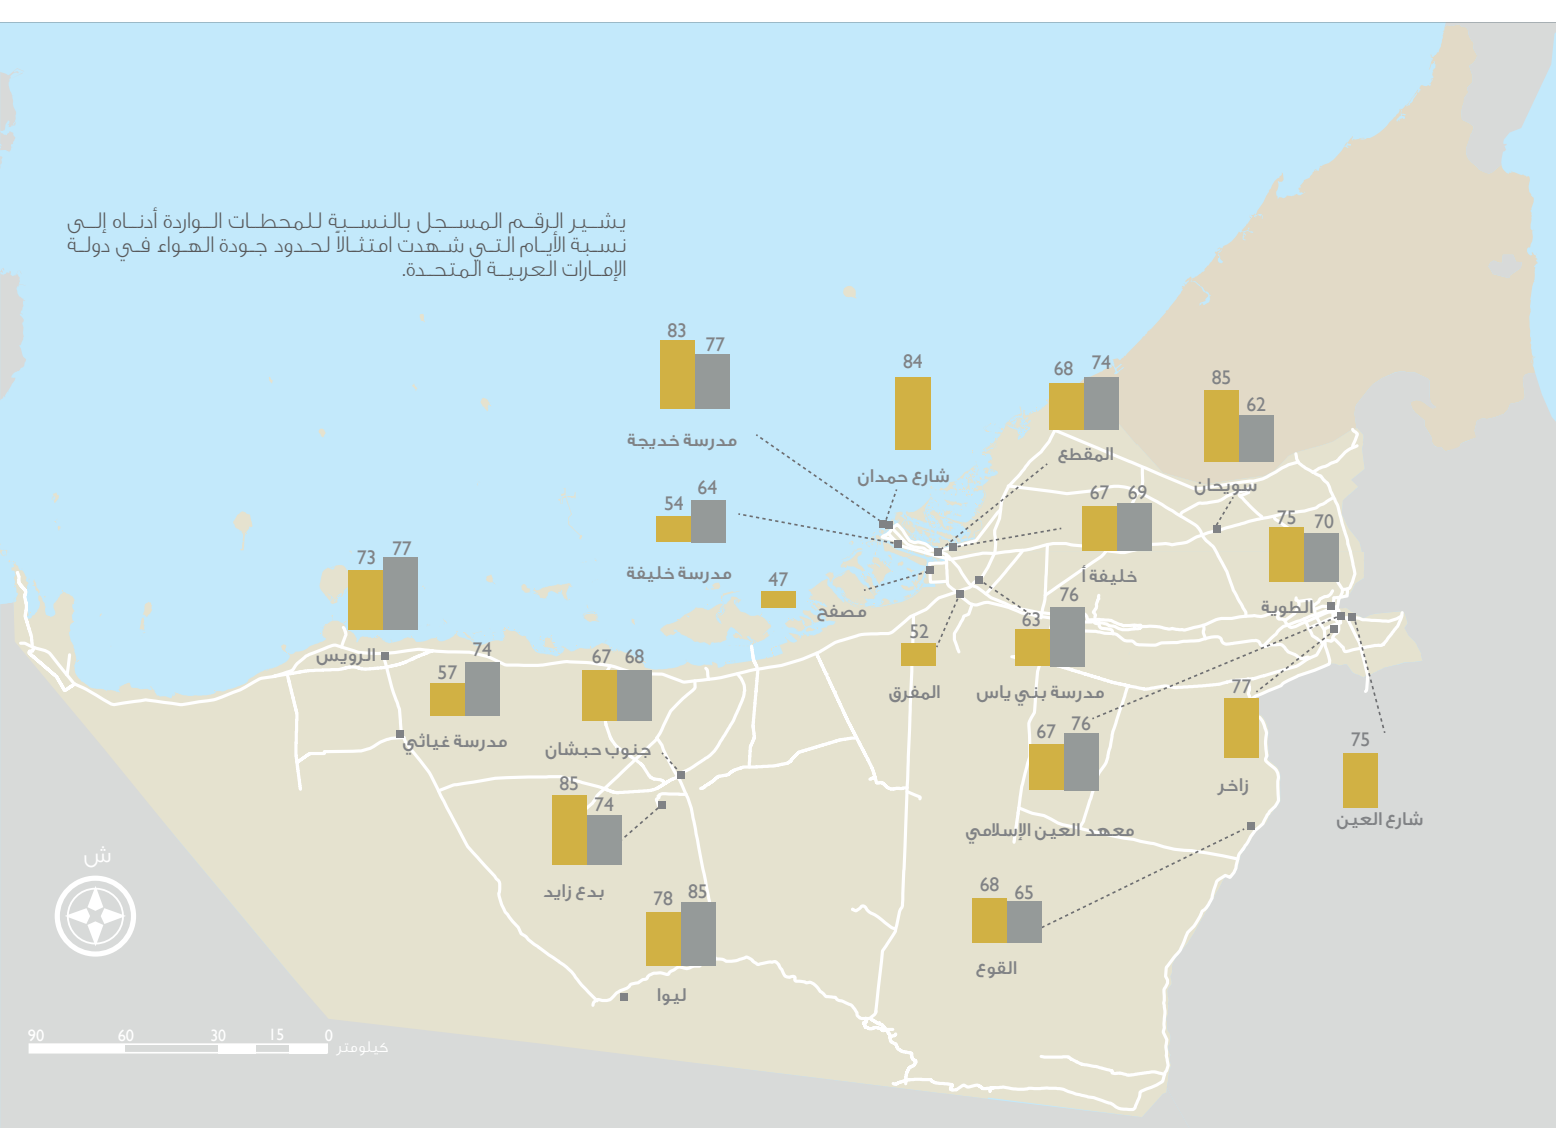 يشير الرقم المسجل بالنسبة للمحطات الواردة أدناه إلى
نسبة الأيام التي شهدت امتثالاً لحدود جودة الهواء في دولة
الإمارات العربية المتحدة.
83
77
مدرسة خديجة
84
شارع حمدان
68
74
المقطع
85
62
سويحان
54
64
مدرسة خليفة
47
مصفح
67
69
خليفة أ
75
70
الطوية
73
77
الرويس
57
74
مدرسة غياثي
67
68
جنوب حبشان
52
المفرق
63
76
مدرسة بني ياس
77
زاخر
75
شارع العين
67
76
معهد العين الإسلامي
85
74
بدع زايد
78
85
ليوا
68
65
القوع
ش
90
60
30
15
0
كيلومتر